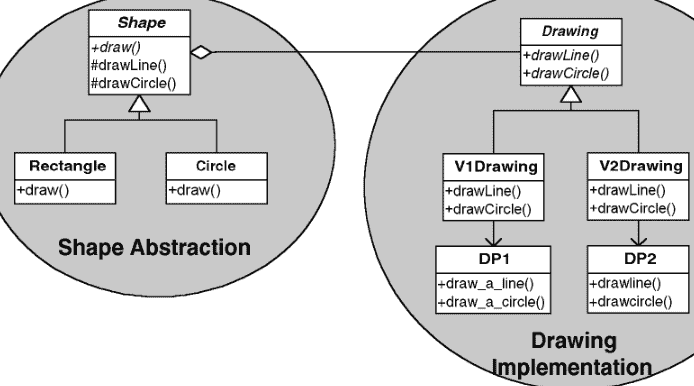 Shape
+draw()
#drawLine()
#drawCircle()
Rectangle
+draw()
Circle
+draw()
Shape Abstraction
Drawing
+drawLine()
+drawCircle()
V1Drawing
+drawLine()
+drawCircle()
V2Drawing
+drawLine()
+drawCircle()
DP1
+draw_a_line()
+draw_a_circle()
DP2
+drawline()
+drawcircle()
Drawing
Implementation